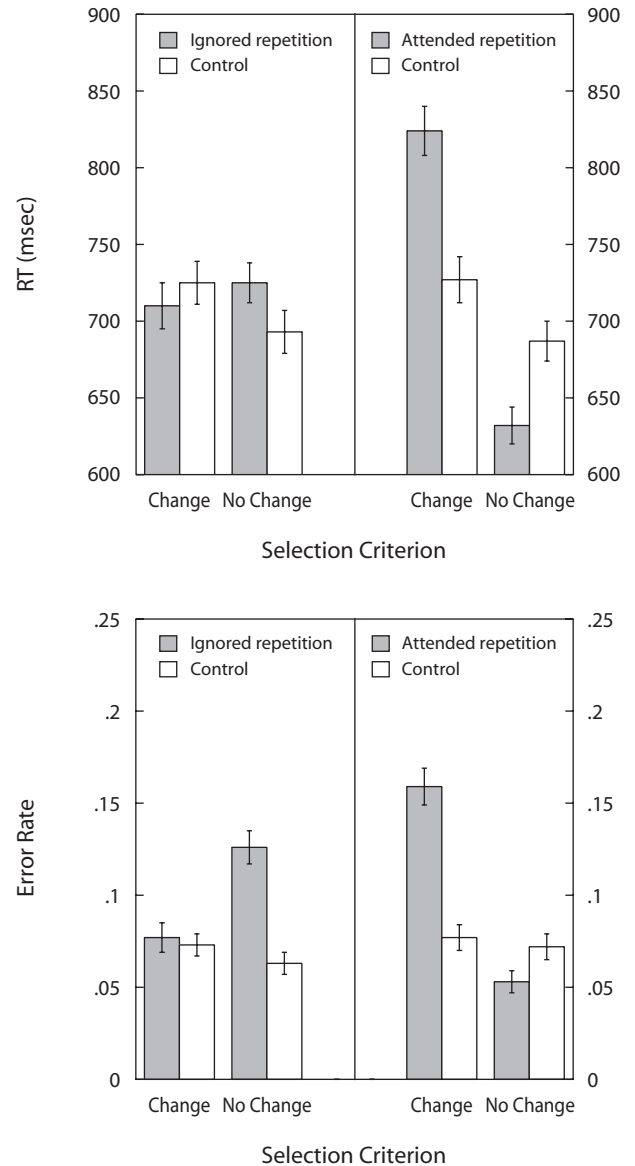 900
850
800
750
700
650
600
RT (msec)
Ignored repetition
Control
Attended repetition
Control
900
850
800
750
700
650
600
Change No Change Change No Change
Selection Criterion
.25
.2
.15
.1
.05
0
Error Rate
Ignored repetition
Control
Attended repetition
Control
.25
.2
.15
.1
.05
0
Change No Change Change No Change
Selection Criterion